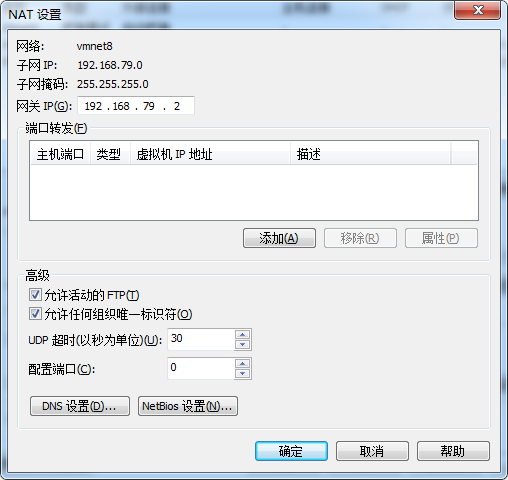 NAT 设置
网络: vmnet8
子网 IP: 192.168.79.0
子网掩码: 255.255.255.0
网关 IP(G): 192 . 168 . 79 . 2
端口转发(F)
主机端口 类型 虚拟机 IP 地址 描述
添加(A) 移除(R) 属性(P)
高级
允许活动的 FTP(T)
允许任何组织唯一标识符(O)
UDP 超时(以秒为单位)(U): 30
配置端口(C): 0
DNS 设置(D)... NetBios 设置(N)...
确定 取消 帮助